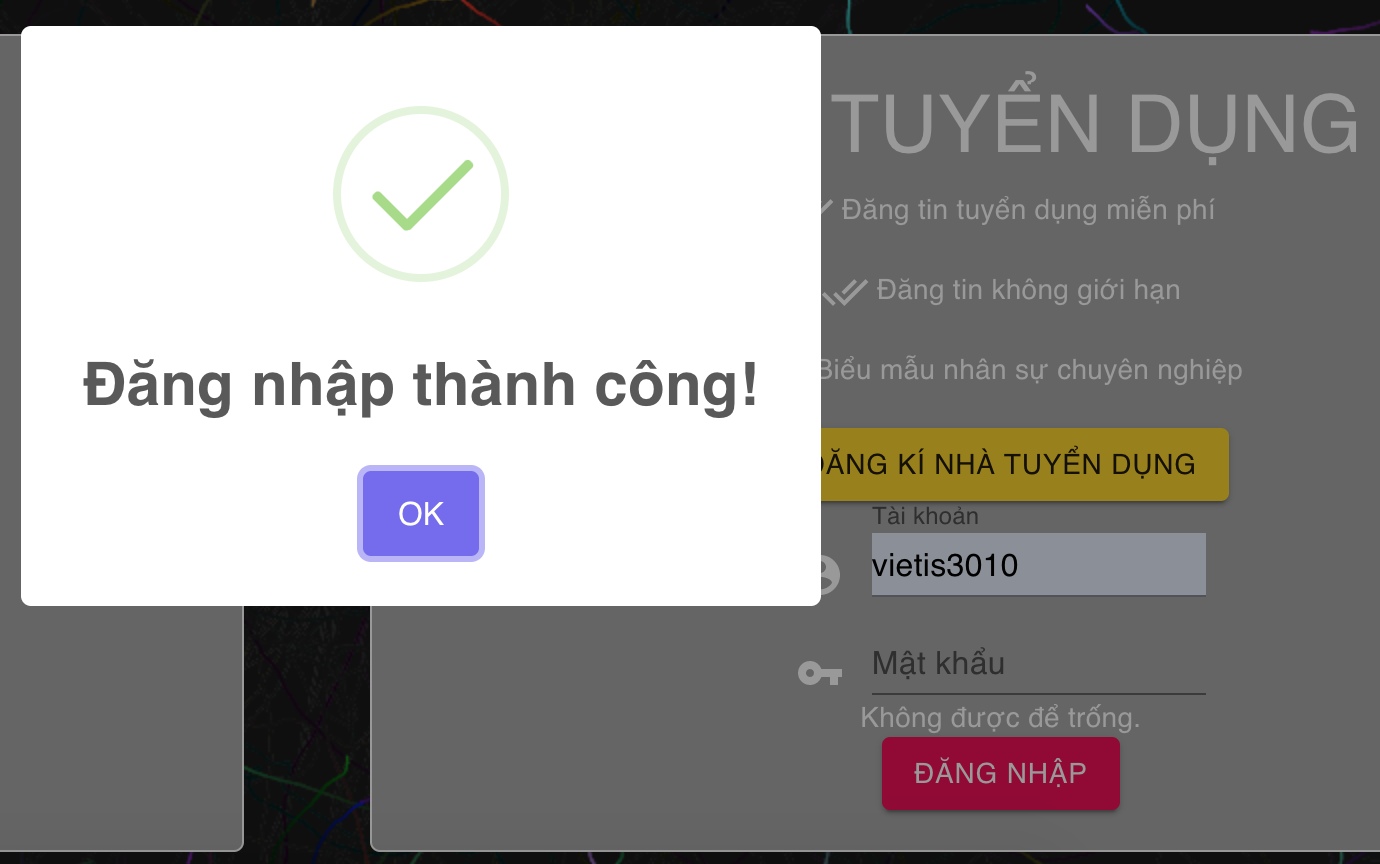 Đăng nhập thành công!
OK
TUYỂN DỤNG
Đăng tin tuyển dụng miễn phí
Đăng tin không giới hạn
Biểu mẫu nhân sự chuyên nghiệp
ĐĂNG KÍ NHÀ TUYỂN DỤNG
Tài khoản
vietis3010
Mật khẩu
Không được để trống.
ĐĂNG NHẬP